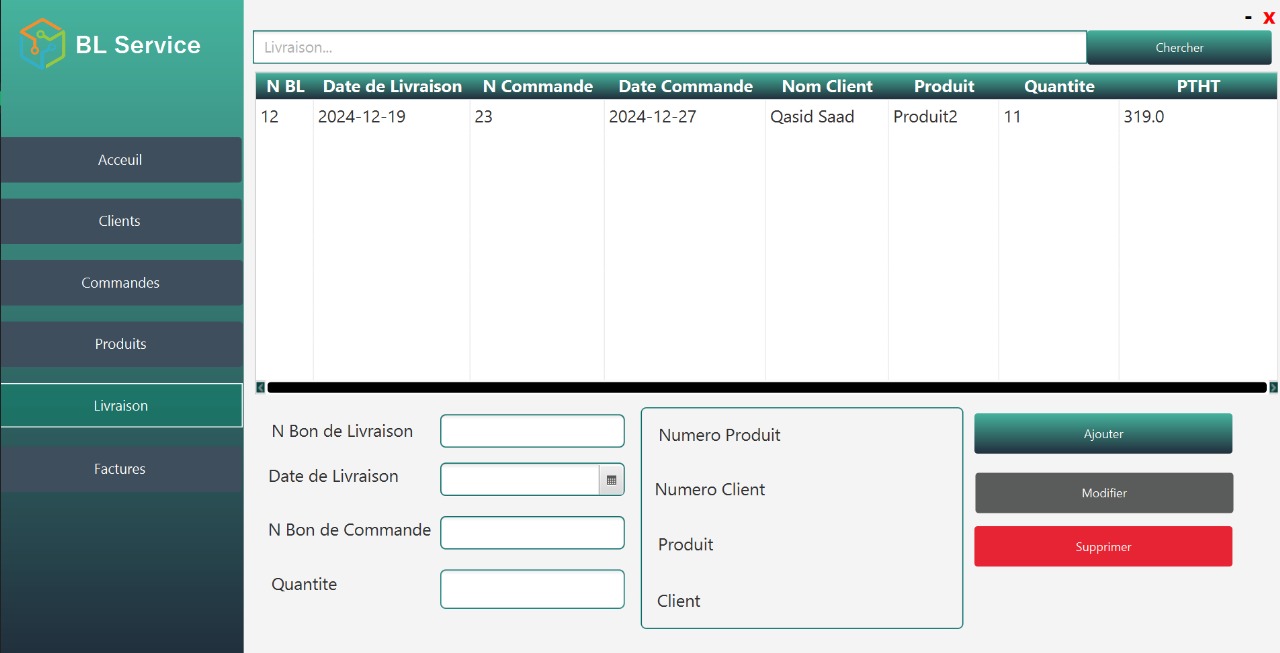 BL Service
Acceuil
Clients
Commandes
Produits
Livraison
Factures
- X
Livraison...
Chercher
N BL Date de Livraison N Commande Date Commande Nom Client Produit Quantite PTHT
12 2024-12-19 23 2024-12-27 Qasid Saad Produit2 11 319.0
N Bon de Livraison
Date de Livraison
N Bon de Commande
Quantite
Numero Produit
Numero Client
Produit
Client
Ajouter
Modifier
Supprimer